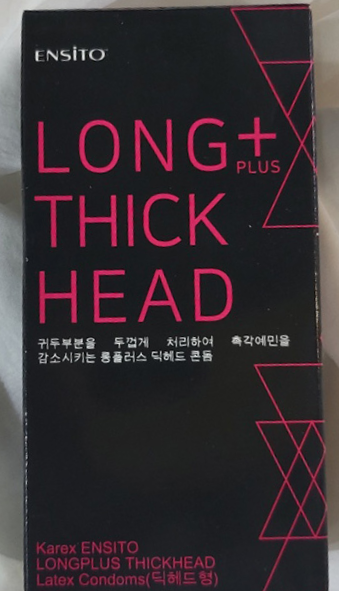 ENSİTO
LONG+
PLUS
THICK
HEAD
귀두부분을 두껍게 처리하여 촉각예민을
감소시키는 롱플러스 딕헤드 콘돔
Karex ENSITO
LONGPLUS THICKHEAD
Latex Condoms(딕헤드형)